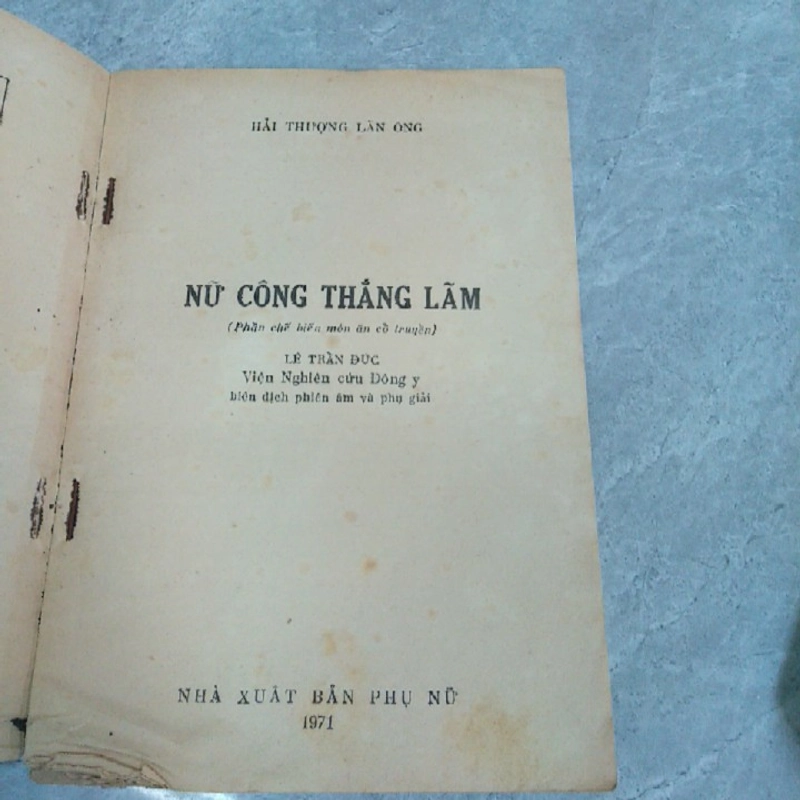 HẢI THƯỢNG LÃN ÔNG
NỮ CÔNG THẮNG LÃM
(Phần chế biến món ăn cổ truyền)
LÊ TRẦN ĐỨC
Viện Nghiên cứu Đông y
biên dịch phiên âm và phụ giải
NHÀ XUẤT BẢN PHỤ NỮ
1971